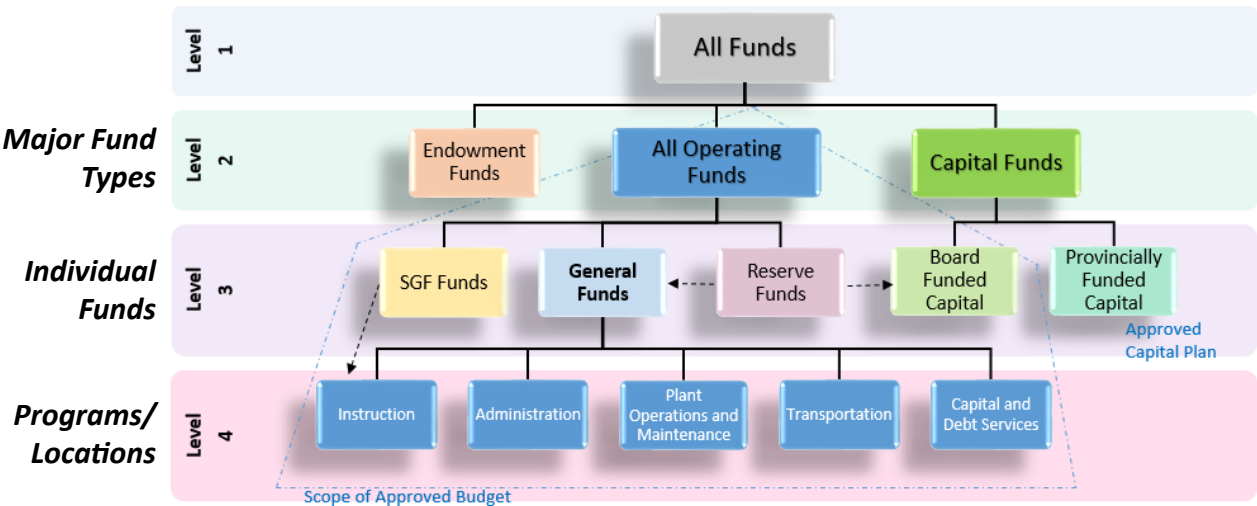 Level 1
All Funds
Major Fund
Types
Level 2
Endowment
Funds
All Operating
Funds
Capital Funds
Individual
Funds
Level 3
SGF Funds
General
Funds
Reserve
Funds
Board
Funded
Capital
Provincially
Funded
Capital
Approved
Capital Plan
Programs/
Locations
Level 4
Instruction
Administration
Plant
Operations and
Maintenance
Transportation
Capital and
Debt Services
Scope of Approved Budget